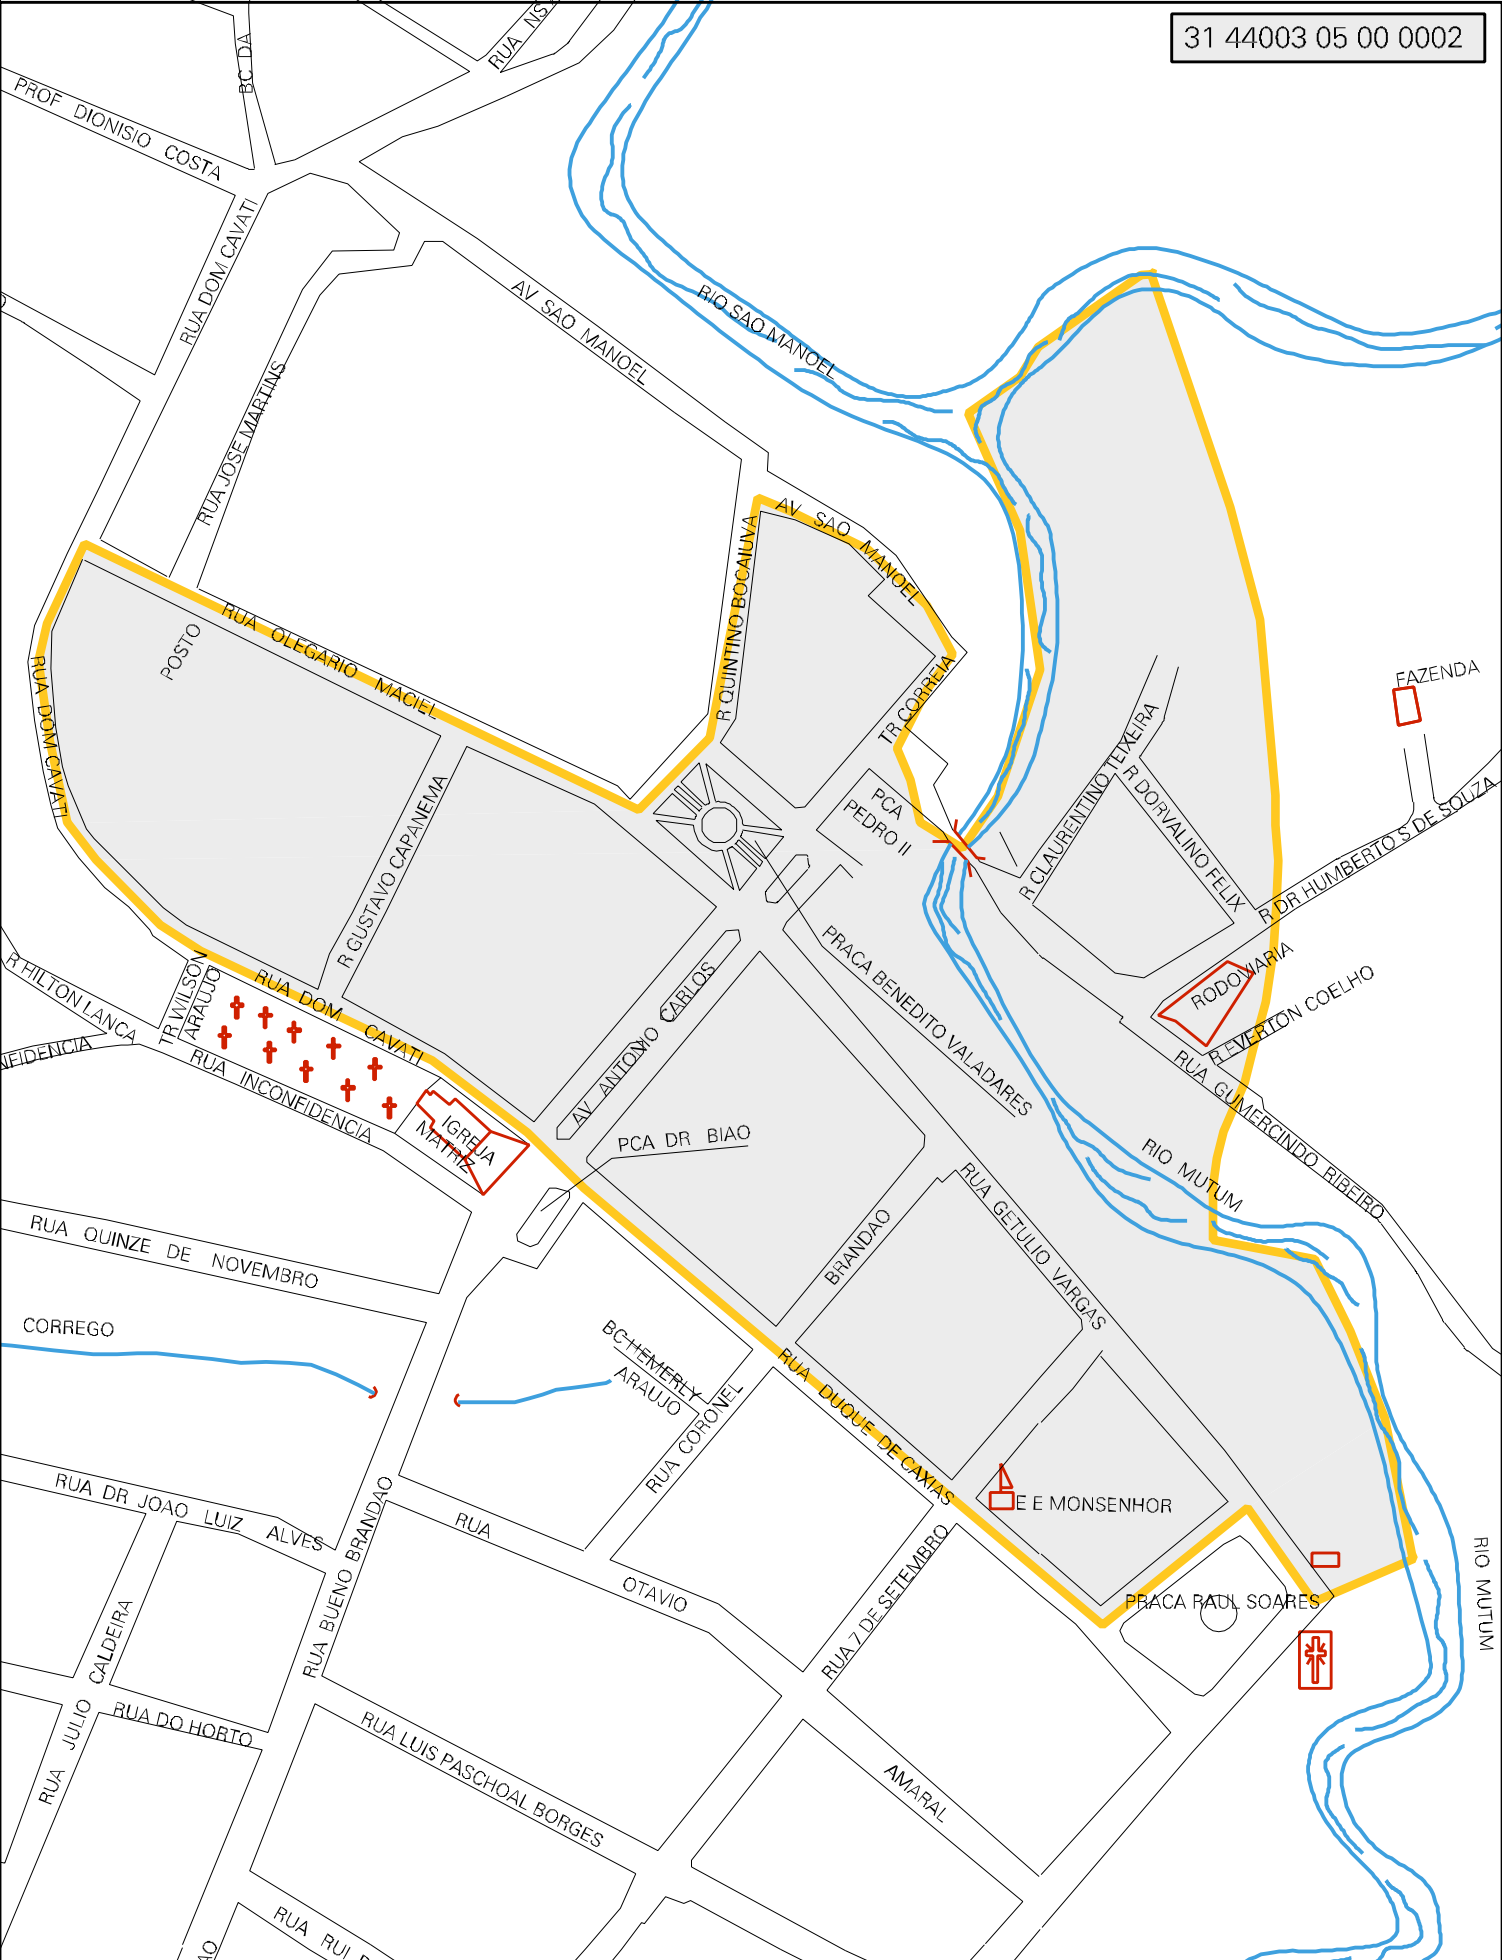 31 44003 05 00 0002
RUA NS
BC DA
PROF DIONISIO COSTA
RUA DOM CAVATI
AV SAO MANOEL
RIO SAO MANOEL
RUA JOSE MARTINS
AV SAO MANOEL
R QUINTINO BOCAIUVA
RUA OLEGARIO MACIEL
POSTO
RUA DOM CAVATI
TR CORREIA
FAZENDA
R CLAURENTINO TEIXEIRA
R DORVALINO FELIX
R DR HUMBERTO S DE SOUZA
PCA
PEDRO II
R GUSTAVO CAPANEMA
RODOVIARIA
R EVERTON COELHO
PRACA BENEDITO VALADARES
AV ANTONIO CARLOS
R HILTON LANCA
TR WILSON
ARAUJO
RUA DOM CAVATI
NFIDENCIA
RUA INCONFIDENCIA
IGREJA
MATRIZ
PCA DR BIAO
RUA GUMERCINDO RIBEIRO
RIO MUTUM
RUA GETULIO VARGAS
BRANDAO
RUA QUINZE DE NOVEMBRO
CORREGO
BC HEMERLY
ARAUJO
RUA CORONEL
RUA DUQUE DE CAXIAS
E E MONSENHOR
RUA DR JOAO LUIZ ALVES
RUA BUENO BRANDAO
RUA
OTAVIO
RUA 7 DE SETEMBRO
PRACA RAUL SOARES
RIO MUTUM
RUA JULIO CALDEIRA
RUA DO HORTO
RUA LUIS PASCHOAL BORGES
AMARAL
RUA RUI
AO